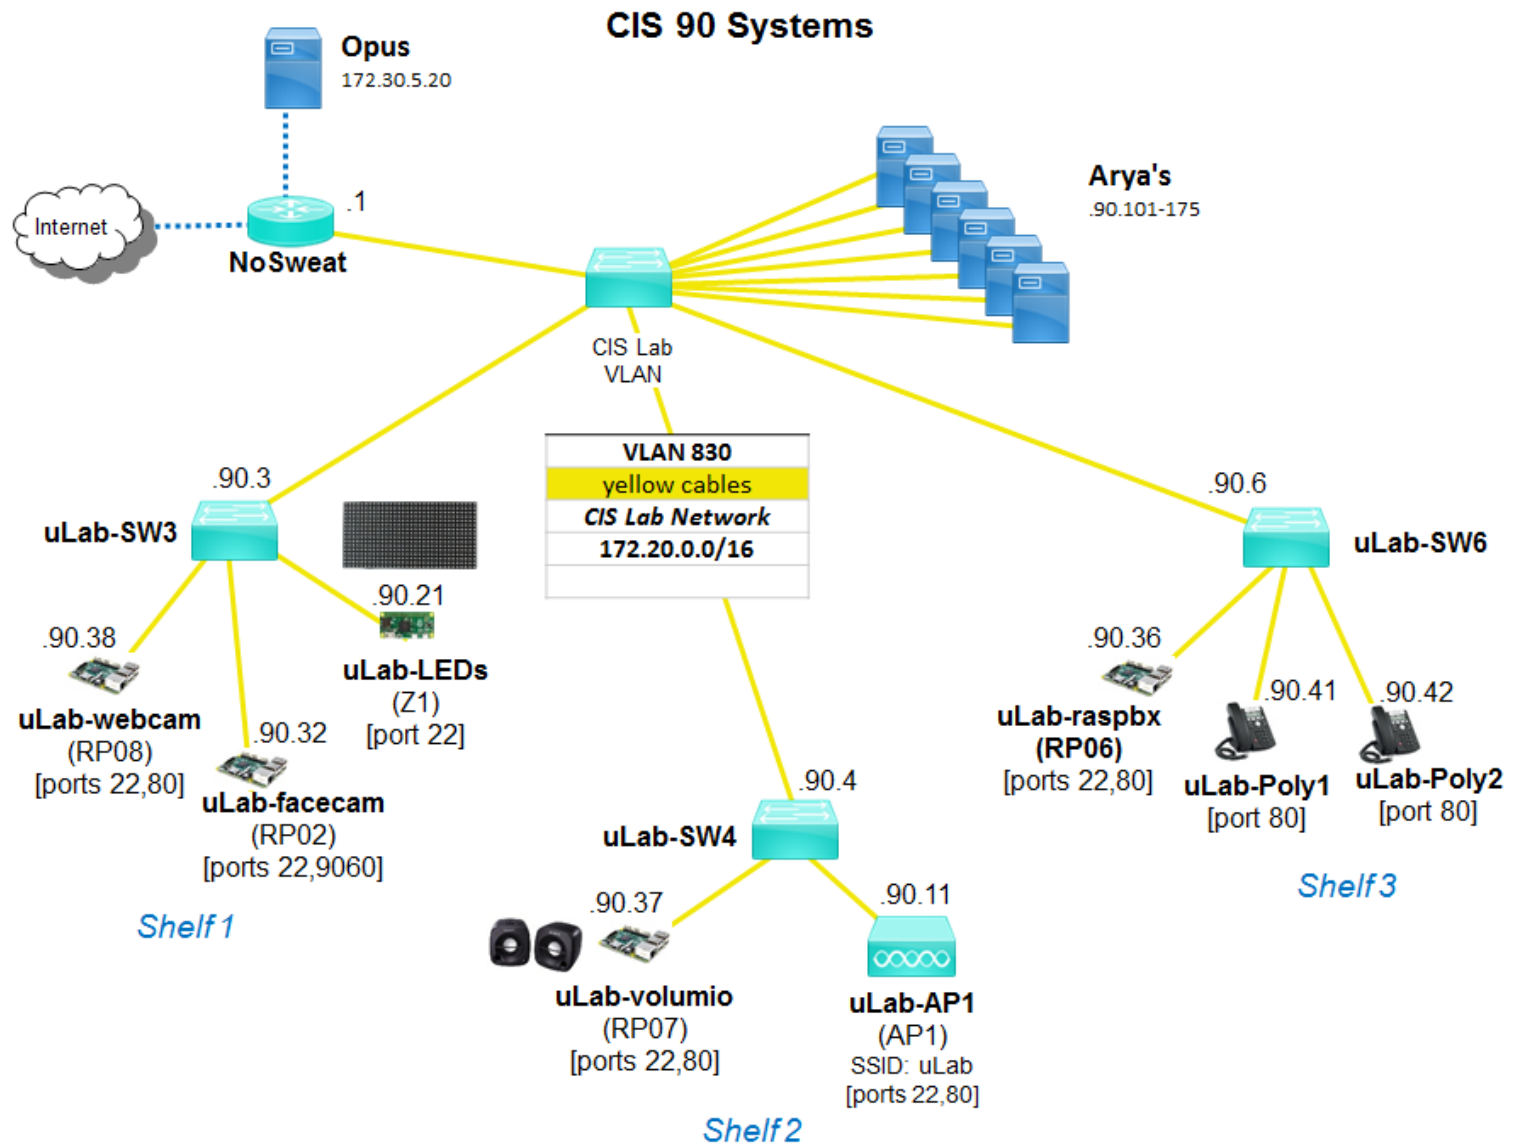 CIS 90 Systems
Opus
172.30.5.20
Internet
.1
NoSweat
Arya's
.90.101-175
CIS Lab
VLAN
VLAN 830
yellow cables
CIS Lab Network
172.20.0.0/16
.90.3
uLab-SW3
.90.21
uLab-LEDs
(Z1)
[port 22]
.90.38
uLab-webcam
(RP08)
[ports 22,80]
.90.32
uLab-facecam
(RP02)
[ports 22,9060]
Shelf 1
.90.4
uLab-SW4
.90.37
uLab-volumio
(RP07)
[ports 22,80]
.90.11
uLab-AP1
(AP1)
SSID: uLab
[ports 22,80]
Shelf 2
.90.6
uLab-SW6
.90.36
uLab-raspbx
(RP06)
[ports 22,80]
.90.41
uLab-Poly1
[port 80]
.90.42
uLab-Poly2
[port 80]
Shelf 3